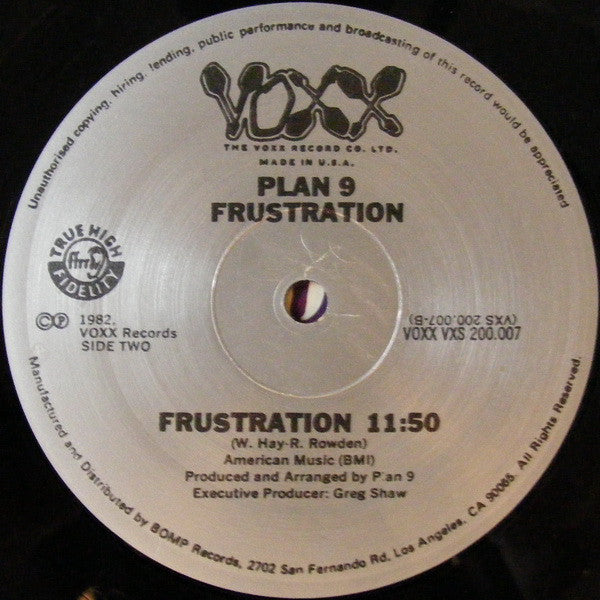 Unauthorised copying, hiring, lending, public performance and broadcasting of this record would be appreciated
VOXX
THE VOXX RECORD CO. LTD.
MADE IN U.S.A.
PLAN 9
FRUSTRATION
TRUE HIGH
ffrr
FIDELITY
©℗ 1982,
VOXX Records
SIDE TWO
(VXS 200.007-B)
VOXX VXS 200.007
FRUSTRATION 11:50
(W. Hay-R. Rowden)
American Music (BMI)
Produced and Arranged by Plan 9
Executive Producer: Greg Shaw
Manufactured and Distributed by BOMP Records, 2702 San Fernando Rd. Los Angeles, CA 90065. All Rights Reserved.